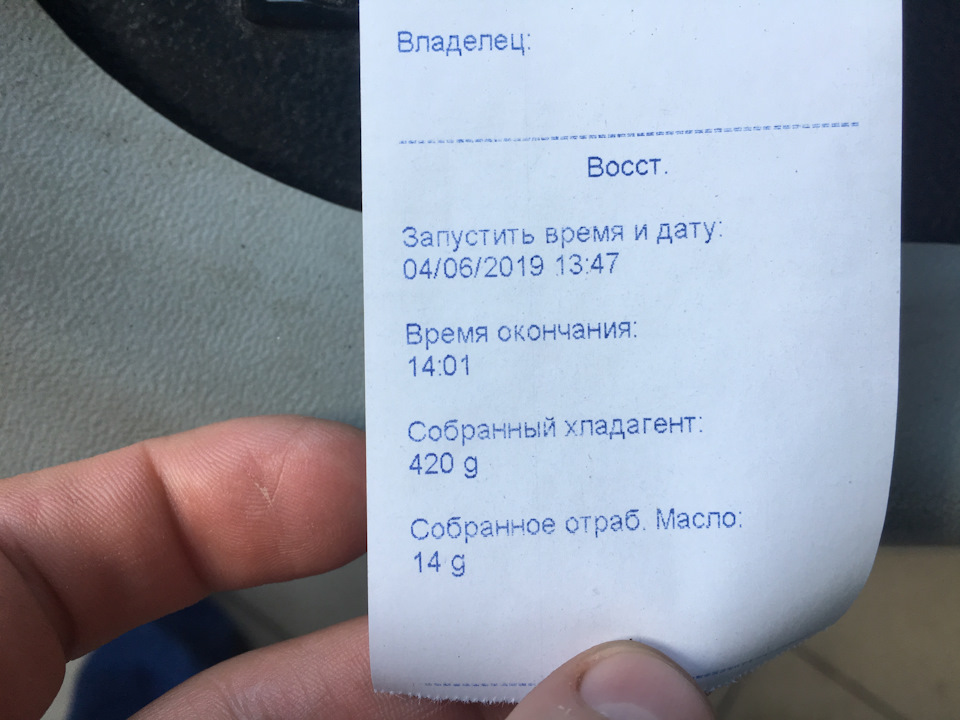 Владелец:
Восст.
Запустить время и дату:
04/06/2019 13:47
Время окончания:
14:01
Собранный хладагент:
420 g
Собранное отраб. Масло:
14 g